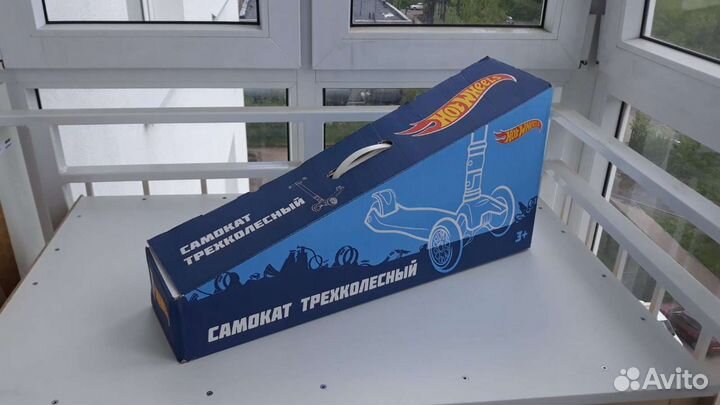 HOT WHEELS
HOT WHEELS
САМОКАТ
ТРЕХКОЛЕСНЫЙ
3+
САМОКАТ ТРЕХКОЛЕСНЫЙ
Avito